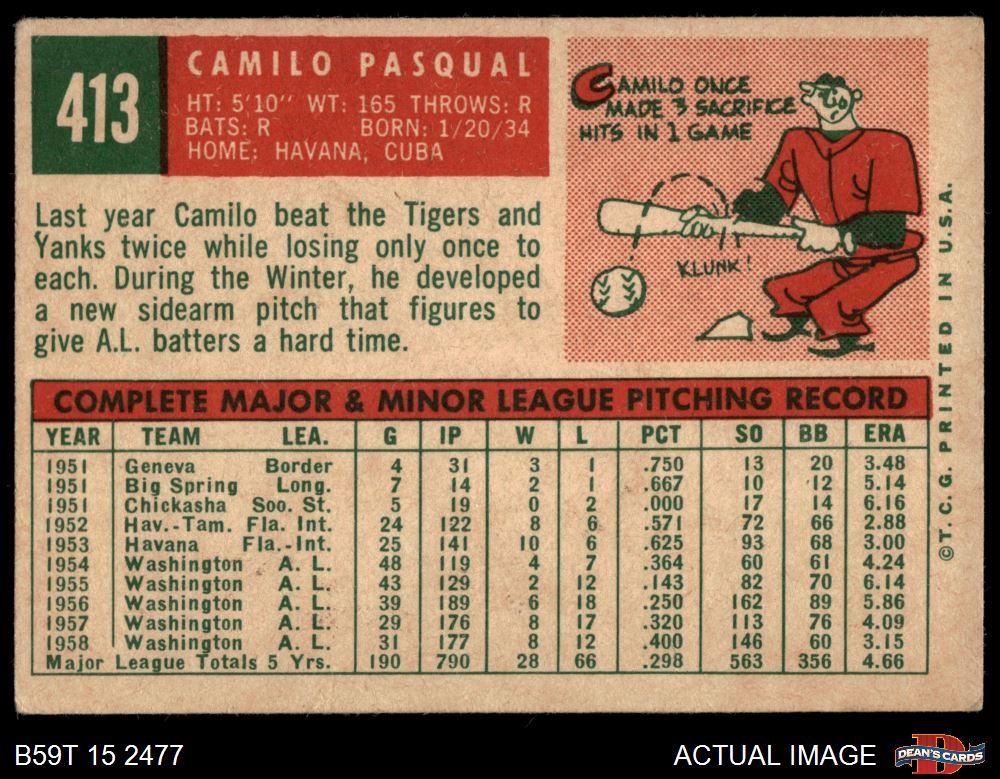 413
CAMILO PASQUAL
HT: 5'10" WT: 165 THROWS: R
BATS: R BORN: 1/20/34
HOME: HAVANA, CUBA
CAMILO ONCE
MADE 3 SACRIFICE
HITS IN 1 GAME
KLUNK!
Last year Camilo beat the Tigers and
Yanks twice while losing only once to
each. During the Winter, he developed
a new sidearm pitch that figures to
give A.L. batters a hard time.
COMPLETE MAJOR & MINOR LEAGUE PITCHING RECORD
YEAR TEAM LEA. G IP W L PCT SO BB ERA
1951 Geneva Border 4 31 3 1 .750 13 20 3.48
1951 Big Spring Long. 7 14 2 1 .667 10 12 5.14
1951 Chickasha Soo. St. 5 19 0 2 .000 17 14 6.16
1952 Hav.-Tam. Fla. Int. 24 122 8 6 .571 72 66 2.88
1953 Havana Fla.-Int. 25 141 10 6 .625 93 68 3.00
1954 Washington A. L. 48 119 4 7 .364 60 61 4.24
1955 Washington A. L. 43 129 2 12 .143 82 70 6.14
1956 Washington A. L. 39 189 6 18 .250 162 89 5.86
1957 Washington A. L. 29 176 8 17 .320 113 76 4.09
1958 Washington A. L. 31 177 8 12 .400 146 60 3.15
Major League Totals 5 Yrs. 190 790 28 66 .298 563 356 4.66
© T. C. G. PRINTED IN U.S.A.
B59T 15 2477
ACTUAL IMAGE
DEAN'S CARDS